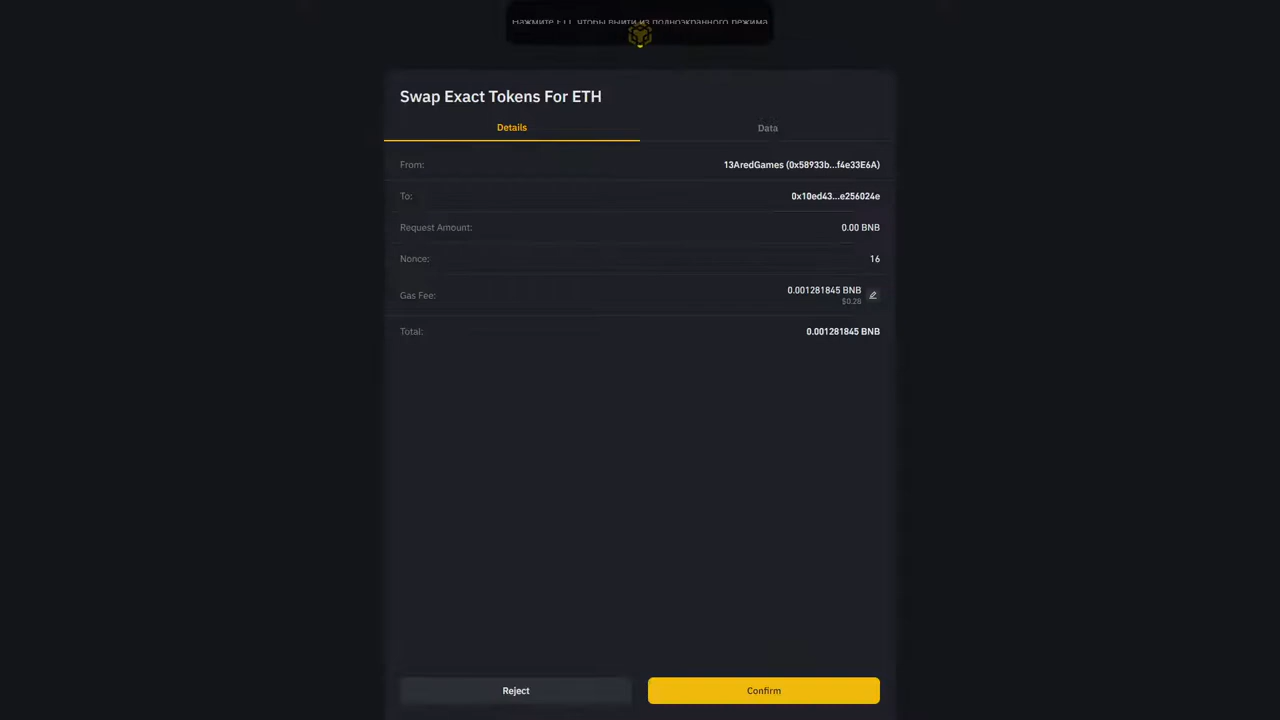 Нажмите чтобы выйти из полноэкранного режима
Swap Exact Tokens For ETH
Details
Data
From:
13AredGames (0x58933b...f4e33E6A)
To:
0x10ed43...e256024e
Request Amount:
0.00 BNB
Nonce:
16
Gas Fee:
0.001281845 BNB
$0.28
Total:
0.001281845 BNB
Reject
Confirm